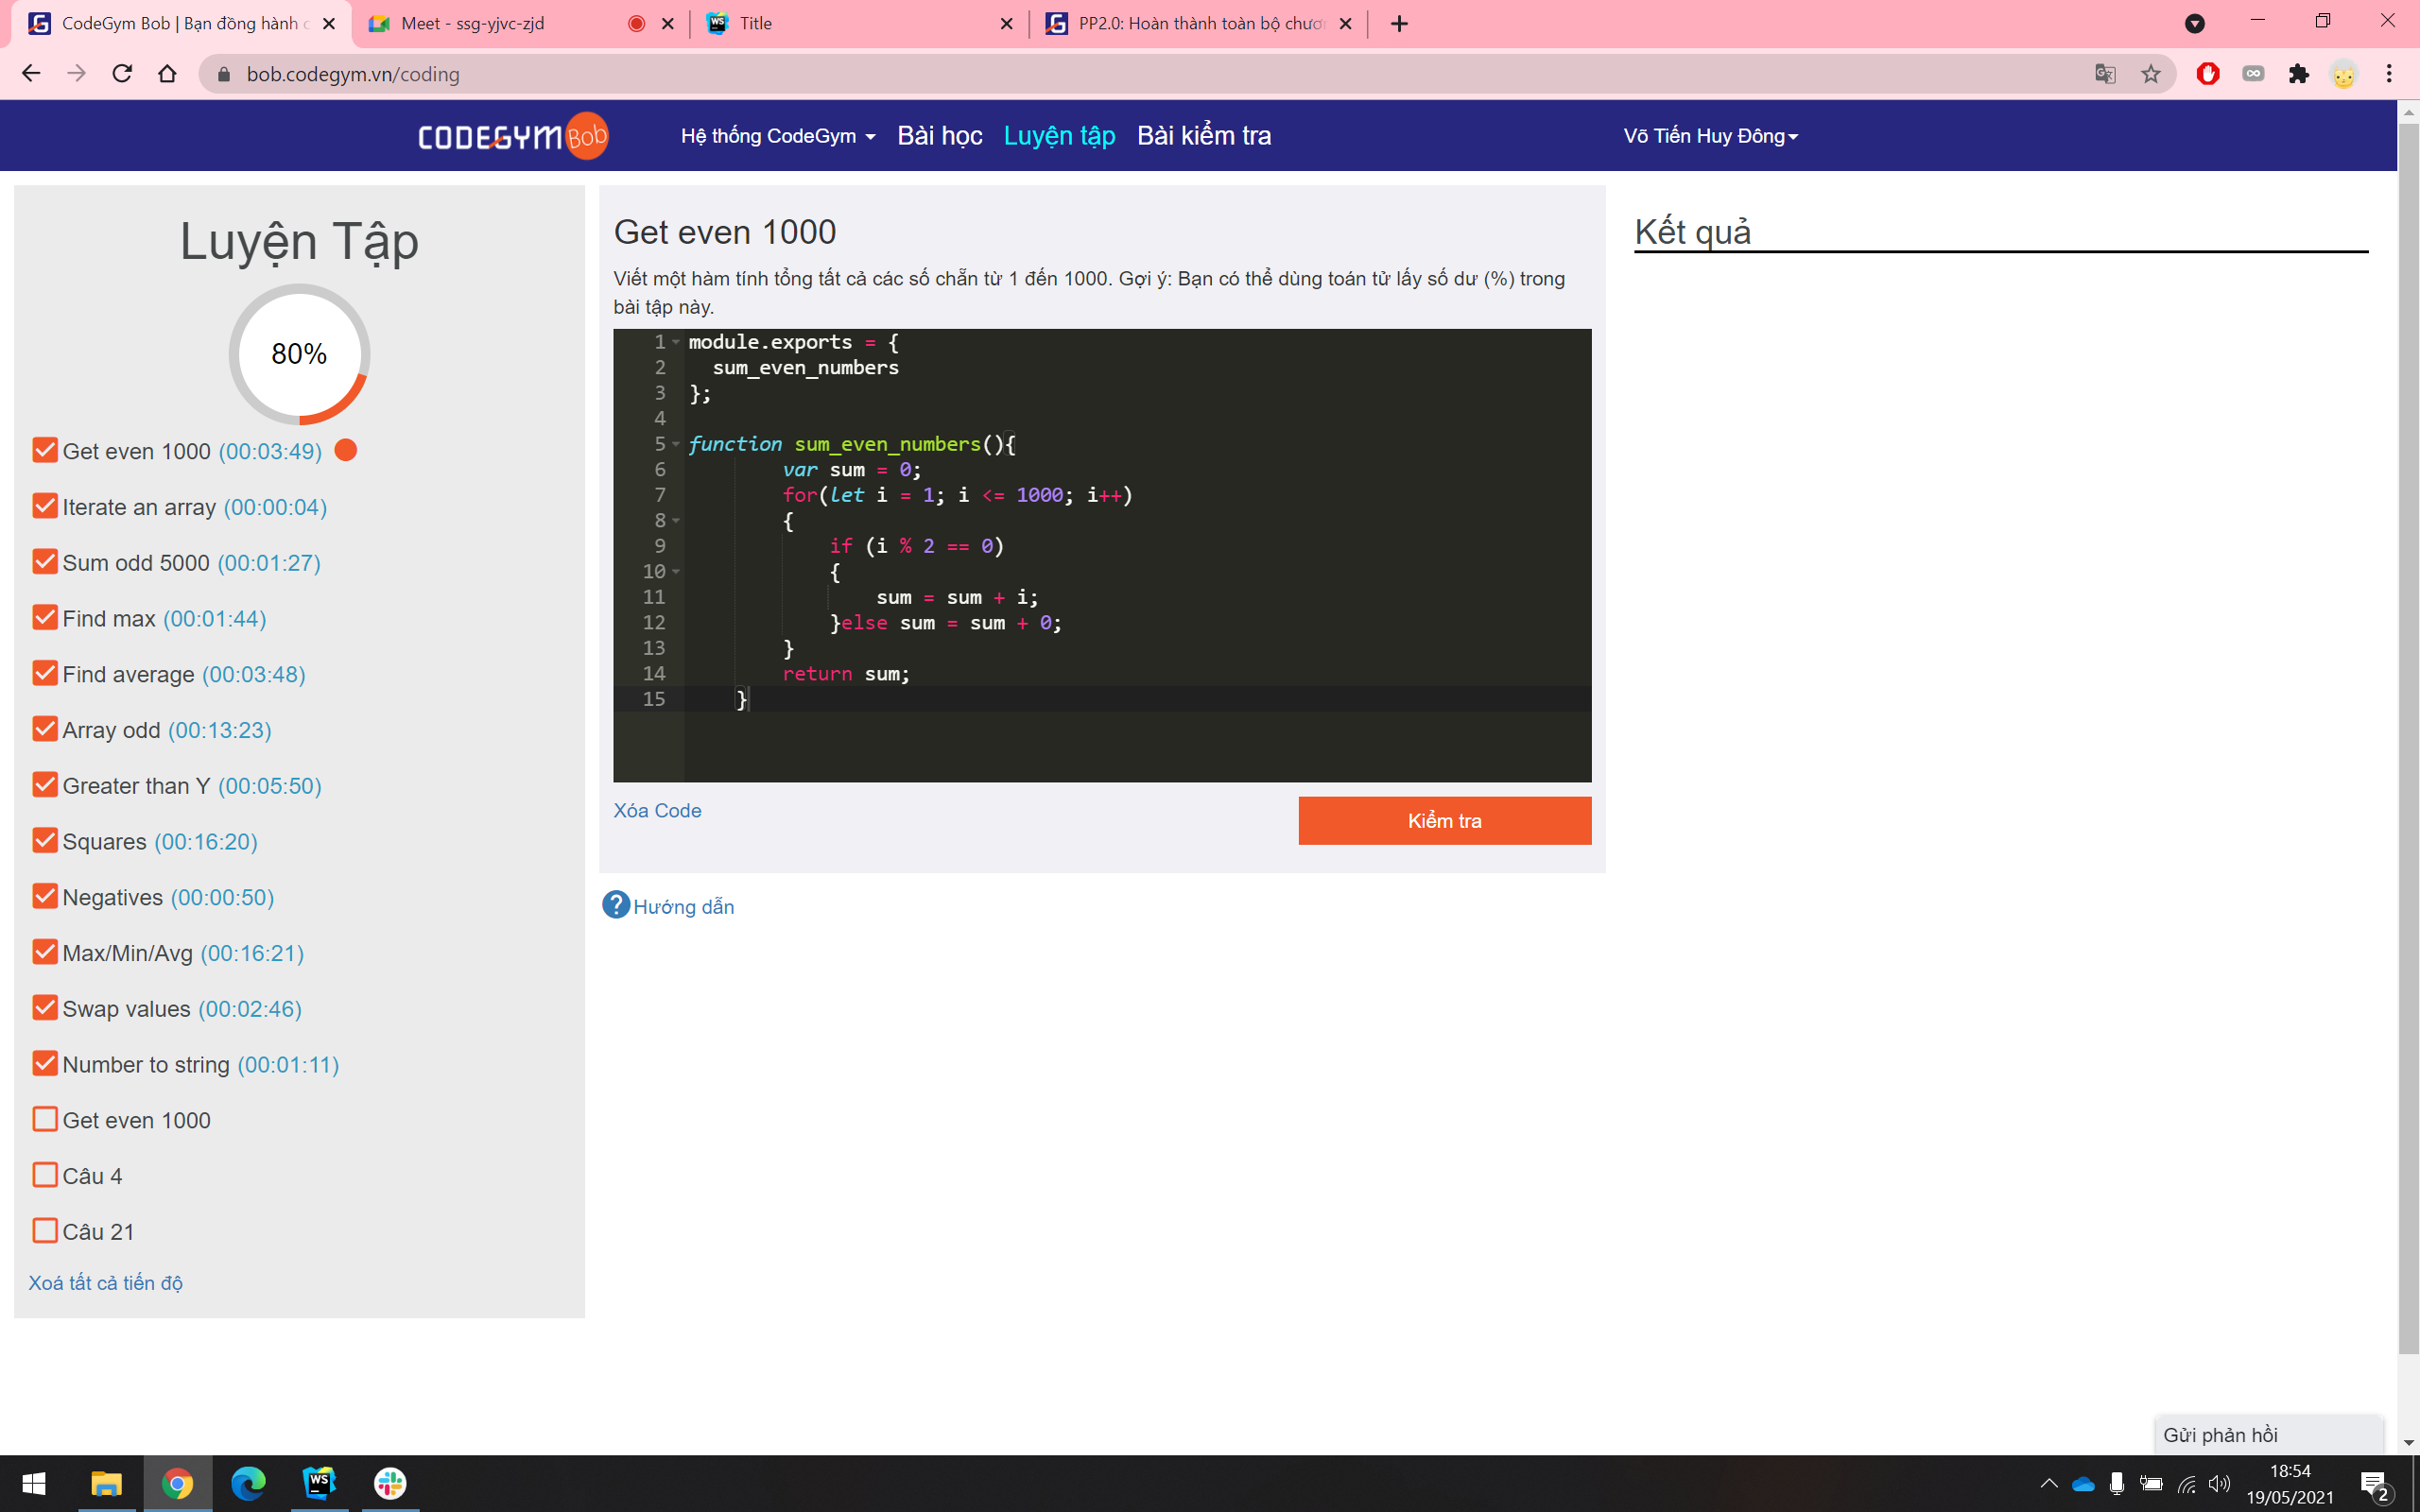 CodeGym Bob | Bạn đồng hành c
Meet - ssg-yjvc-zjd
Title
PP2.0: Hoàn thành toàn bộ chươn
bob.codegym.vn/coding
CODEGYM Bob
Hệ thống CodeGym
Bài học
Luyện tập
Bài kiểm tra
Võ Tiến Huy Đông
Luyện Tập
80%
Get even 1000 (00:03:49)
Iterate an array (00:00:04)
Sum odd 5000 (00:01:27)
Find max (00:01:44)
Find average (00:03:48)
Array odd (00:13:23)
Greater than Y (00:05:50)
Squares (00:16:20)
Negatives (00:00:50)
Max/Min/Avg (00:16:21)
Swap values (00:02:46)
Number to string (00:01:11)
Get even 1000
Câu 4
Câu 21
Xoá tất cả tiến độ
Get even 1000
Viết một hàm tính tổng tất cả các số chẵn từ 1 đến 1000. Gợi ý: Bạn có thể dùng toán tử lấy số dư (%) trong
bài tập này.
1 module.exports = {
2 sum_even_numbers
3 };
4
5 function sum_even_numbers(){
6 var sum = 0;
7 for(let i = 1; i <= 1000; i++)
8 {
9 if (i % 2 == 0)
10 {
11 sum = sum + i;
12 }else sum = sum + 0;
13 }
14 return sum;
15 }
Xóa Code
Kiểm tra
? Hướng dẫn
Kết quả
Gửi phản hồi
WS
18:54
19/05/2021
2